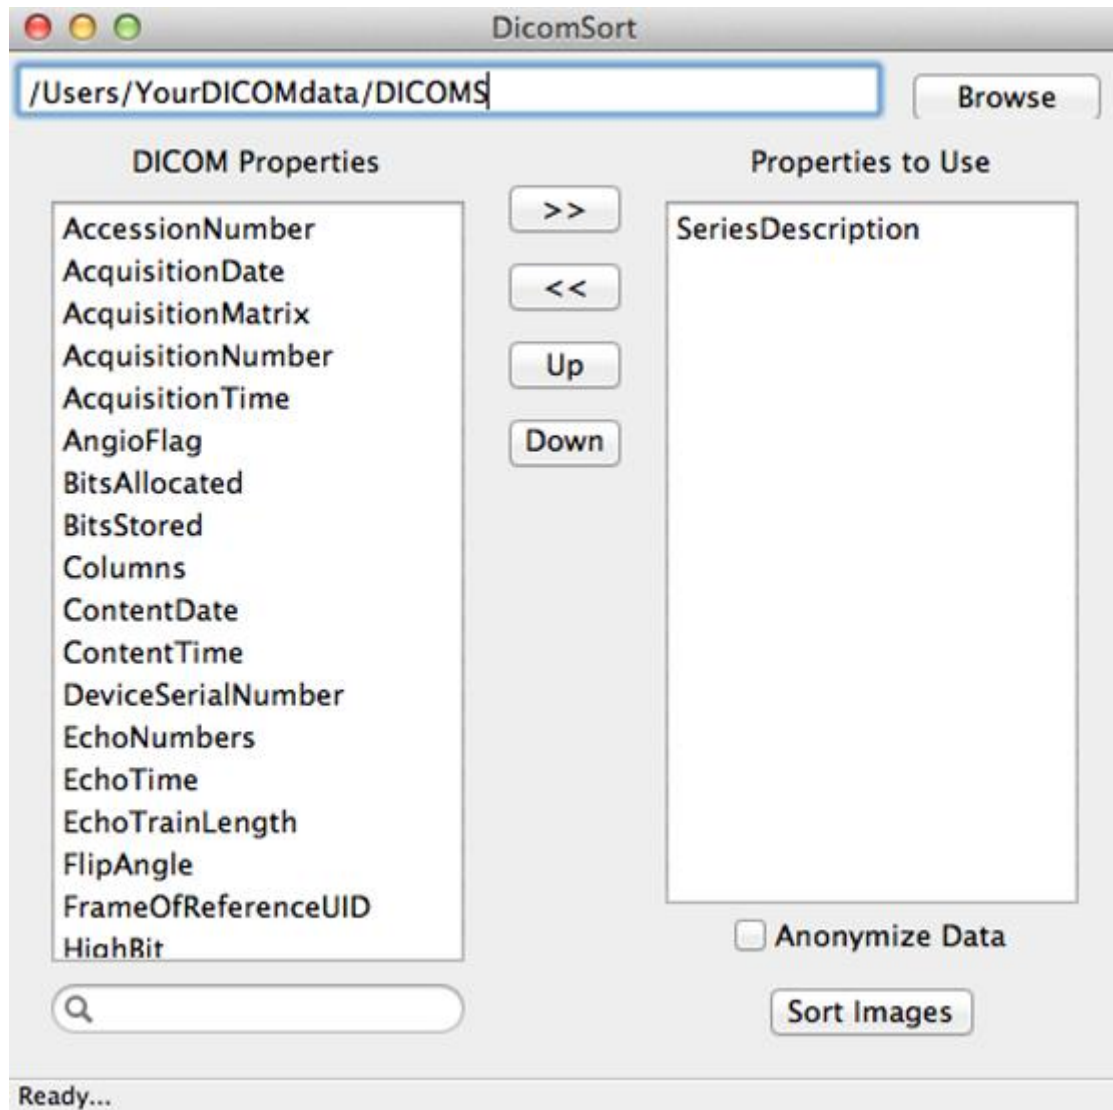 DicomSort
/Users/YourDICOMdata/DICOMS
Browse
DICOM Properties
AccessionNumber
AcquisitionDate
AcquisitionMatrix
AcquisitionNumber
AcquisitionTime
AngioFlag
BitsAllocated
BitsStored
Columns
ContentDate
ContentTime
DeviceSerialNumber
EchoNumbers
EchoTime
EchoTrainLength
FlipAngle
FrameOfReferenceUID
HighBit
>>
<<
Up
Down
Properties to Use
SeriesDescription
Anonymize Data
Sort Images
Ready...